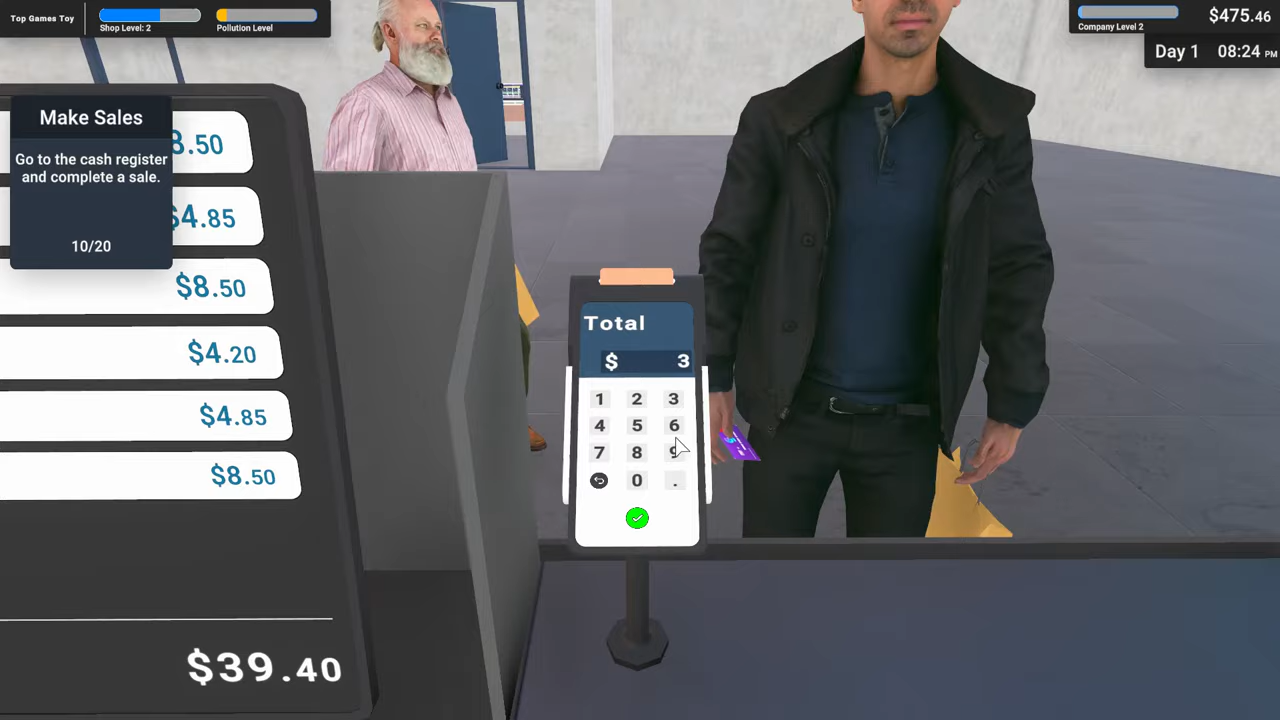 Top Games Toy
Shop Level: 2
Pollution Level
Company Level 2
$475.46
Day 1 08:24 PM
Make Sales
Go to the cash register
and complete a sale.
10/20
8.50
$4.85
$8.50
$4.20
$4.85
$8.50
$39.40
Total
$ 3
1 2 3
4 5 6
7 8 9
0 .